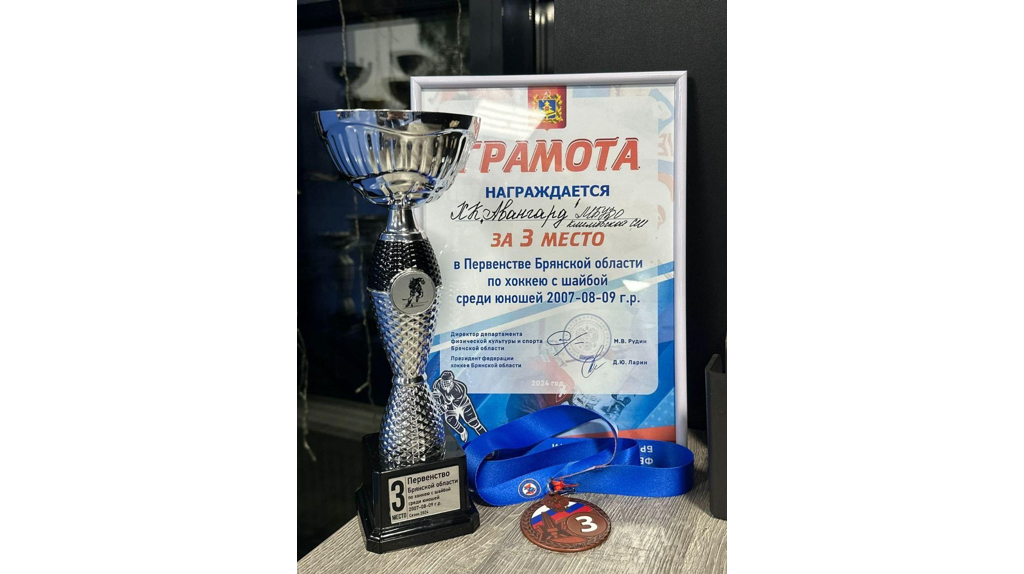 ГРАМОТА
НАГРАЖДАЕТСЯ
ХК "Авангард" МБУДО
ЗА 3 МЕСТО
в Первенстве Брянской области
по хоккею с шайбой
среди юношей 2007-08-09 г.р.
Директор департамента
физической культуры и спорта
Брянской области
М.В. Рудин
Президент федерации
хоккея Брянской области
Д.Ю. Ларин
2024 год
3
МЕСТО
Первенство
Брянской области
по хоккею с шайбой
среди юношей
2007-08-09 г.р.
3